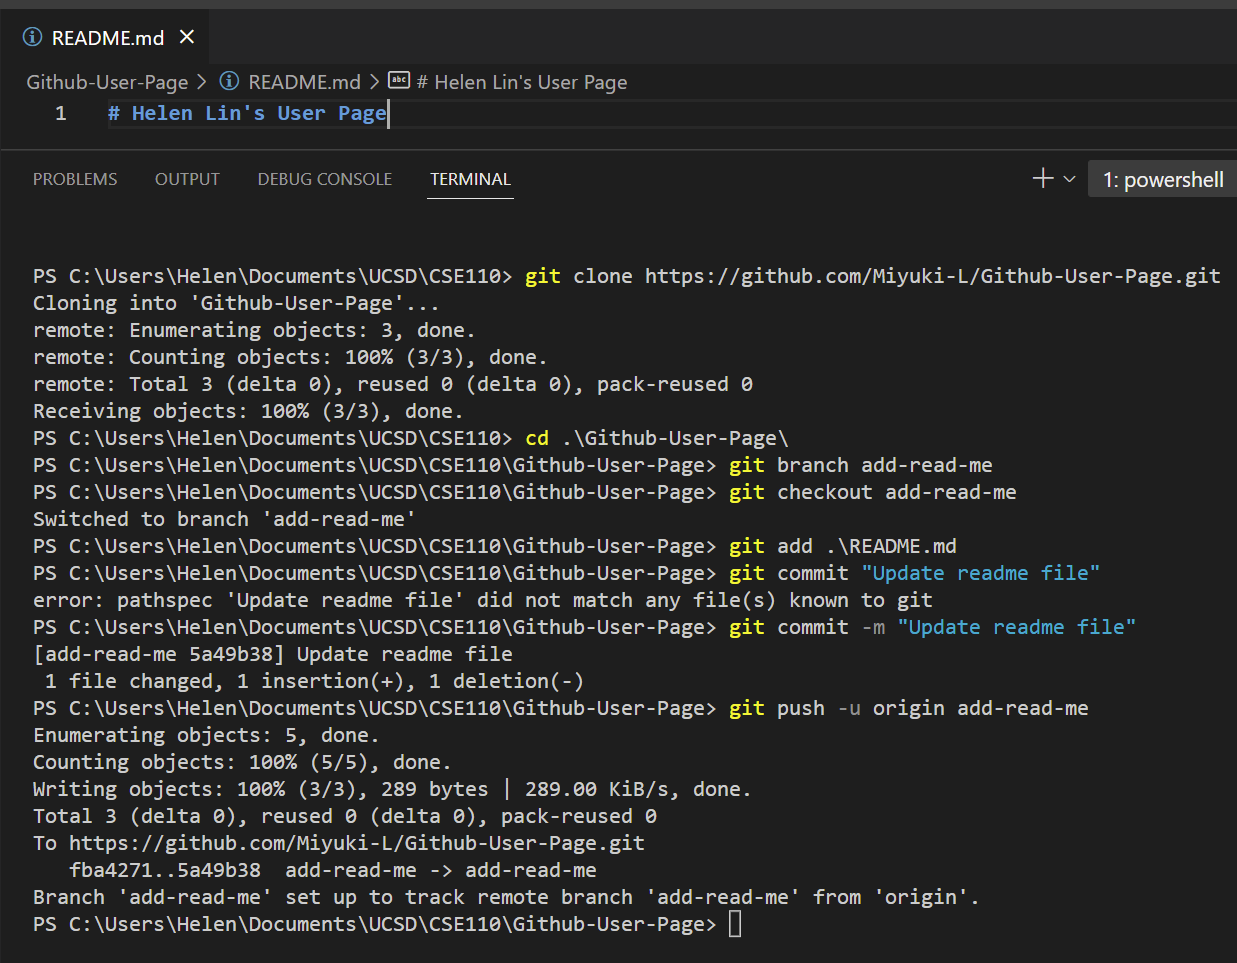 README.md
Github-User-Page > README.md > abc # Helen Lin's User Page
1 # Helen Lin's User Page
PROBLEMS OUTPUT DEBUG CONSOLE TERMINAL 1: powershell
PS C:\Users\Helen\Documents\UCSD\CSE110> git clone https://github.com/Miyuki-L/Github-User-Page.git
Cloning into 'Github-User-Page'...
remote: Enumerating objects: 3, done.
remote: Counting objects: 100% (3/3), done.
remote: Total 3 (delta 0), reused 0 (delta 0), pack-reused 0
Receiving objects: 100% (3/3), done.
PS C:\Users\Helen\Documents\UCSD\CSE110> cd .\Github-User-Page\
PS C:\Users\Helen\Documents\UCSD\CSE110\Github-User-Page> git branch add-read-me
PS C:\Users\Helen\Documents\UCSD\CSE110\Github-User-Page> git checkout add-read-me
Switched to branch 'add-read-me'
PS C:\Users\Helen\Documents\UCSD\CSE110\Github-User-Page> git add .\README.md
PS C:\Users\Helen\Documents\UCSD\CSE110\Github-User-Page> git commit "Update readme file"
error: pathspec 'Update readme file' did not match any file(s) known to git
PS C:\Users\Helen\Documents\UCSD\CSE110\Github-User-Page> git commit -m "Update readme file"
[add-read-me 5a49b38] Update readme file
1 file changed, 1 insertion(+), 1 deletion(-)
PS C:\Users\Helen\Documents\UCSD\CSE110\Github-User-Page> git push -u origin add-read-me
Enumerating objects: 5, done.
Counting objects: 100% (5/5), done.
Writing objects: 100% (3/3), 289 bytes | 289.00 KiB/s, done.
Total 3 (delta 0), reused 0 (delta 0), pack-reused 0
To https://github.com/Miyuki-L/Github-User-Page.git
fba4271..5a49b38 add-read-me -> add-read-me
Branch 'add-read-me' set up to track remote branch 'add-read-me' from 'origin'.
PS C:\Users\Helen\Documents\UCSD\CSE110\Github-User-Page>